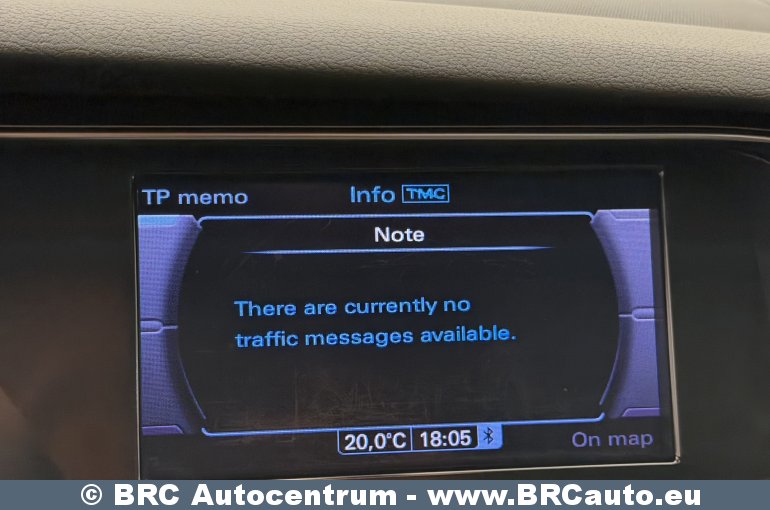 TP memo
Info TMC
Note
There are currently no
traffic messages available.
20,0°C 18:05
On map
© BRC Autocentrum - www.BRCauto.eu